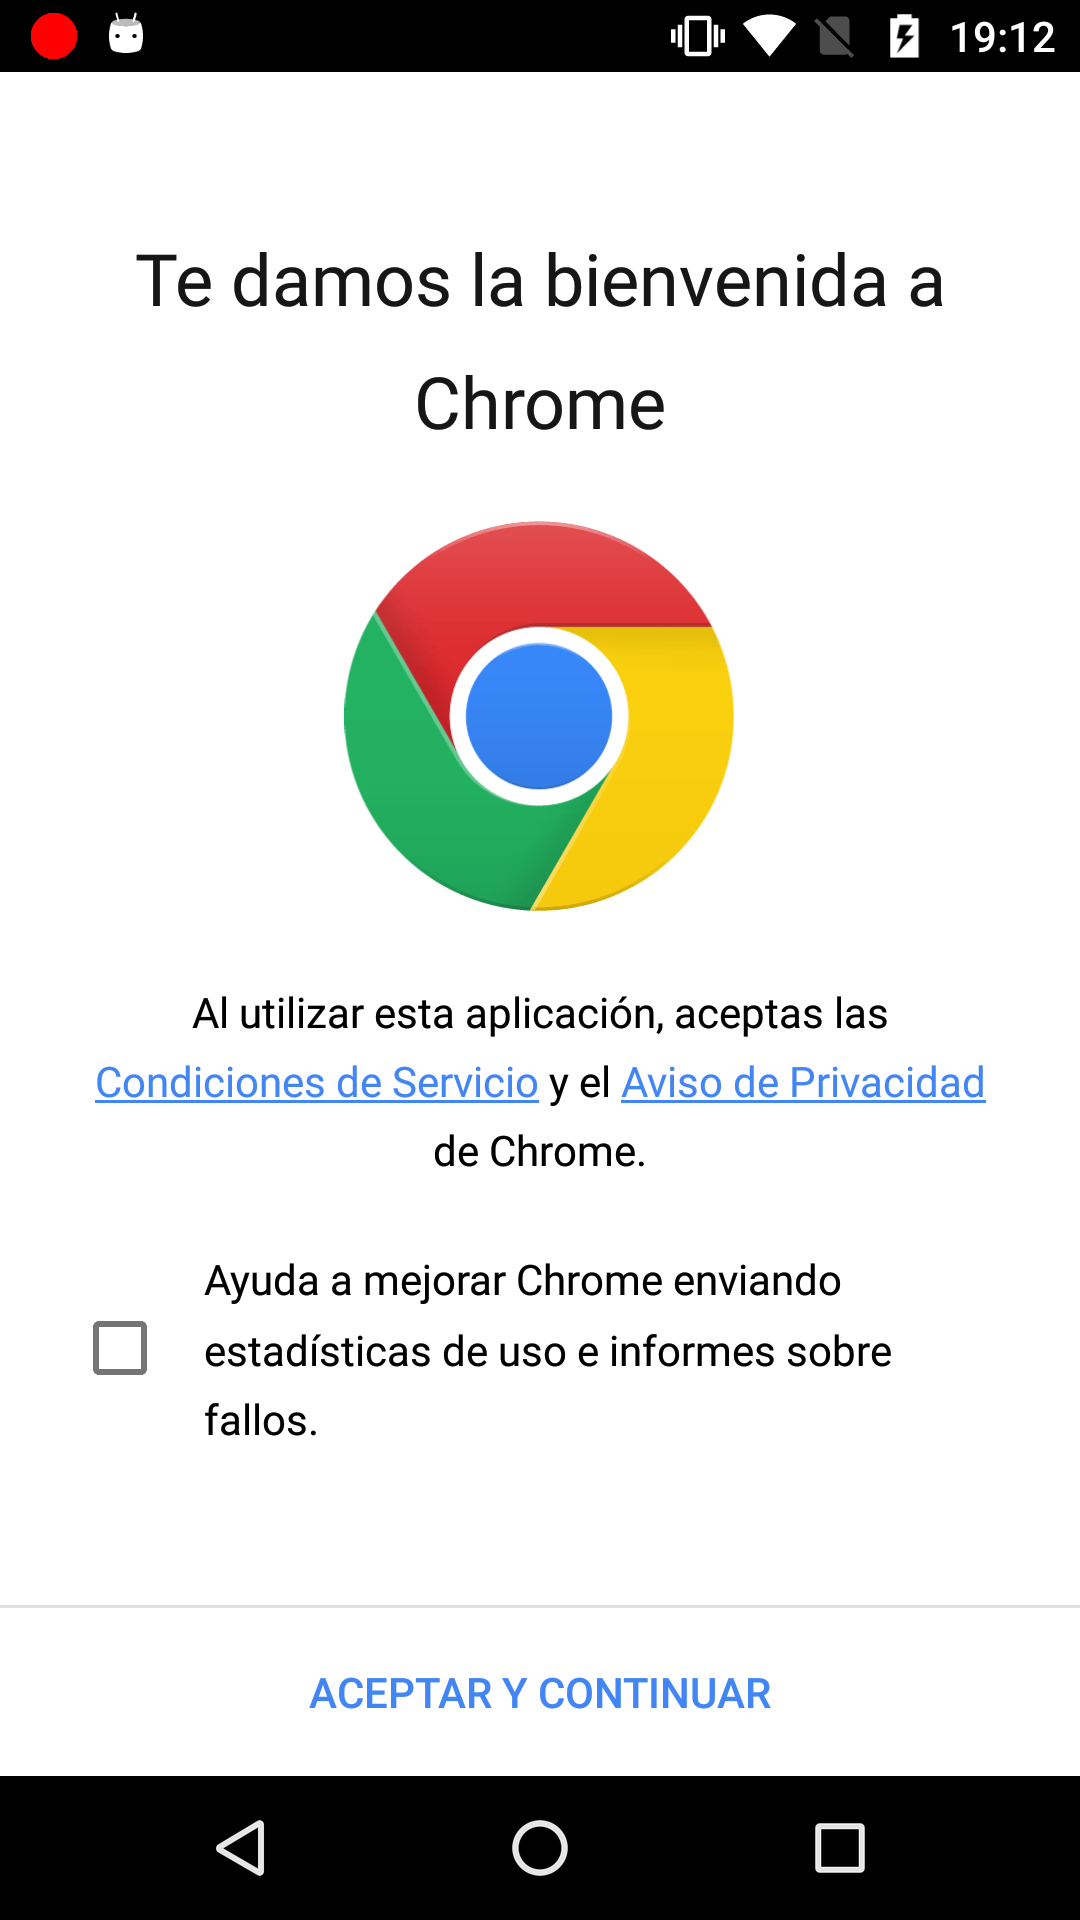 19:12
Te damos la bienvenida a
Chrome
Al utilizar esta aplicación, aceptas las
Condiciones de Servicio y el Aviso de Privacidad
de Chrome.
Ayuda a mejorar Chrome enviando
estadísticas de uso e informes sobre
fallos.
ACEPTAR Y CONTINUAR